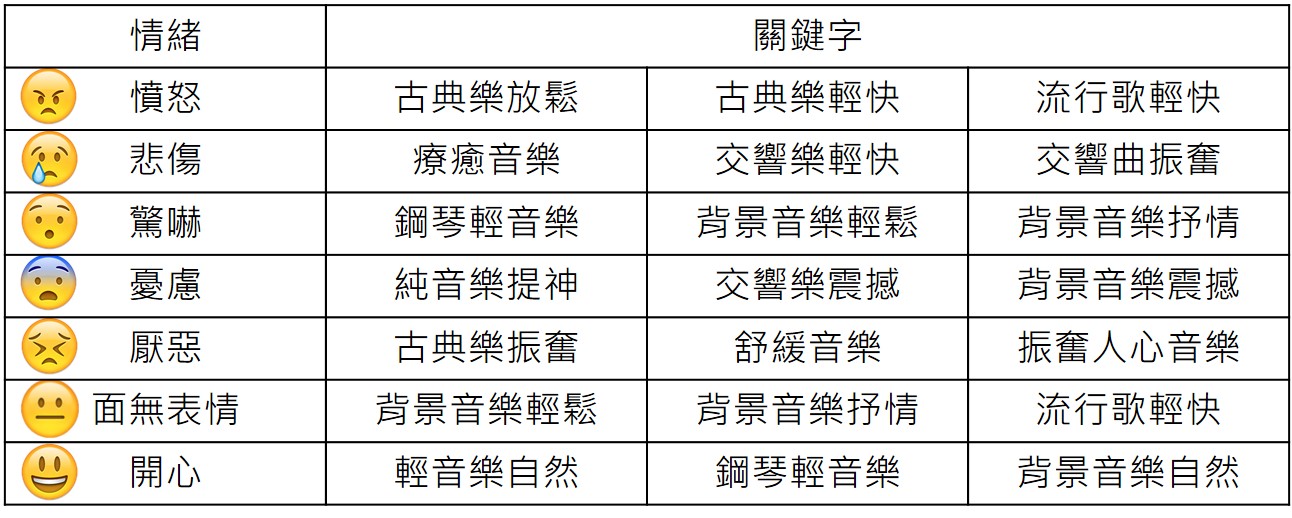 情緒 關鍵字
憤怒 古典樂放鬆 古典樂輕快 流行歌輕快
悲傷 療癒音樂 交響樂輕快 交響曲振奮
驚嚇 鋼琴輕音樂 背景音樂輕鬆 背景音樂抒情
憂慮 純音樂提神 交響樂震撼 背景音樂震撼
厭惡 古典樂振奮 舒緩音樂 振奮人心音樂
面無表情 背景音樂輕鬆 背景音樂抒情 流行歌輕快
開心 輕音樂自然 鋼琴輕音樂 背景音樂自然